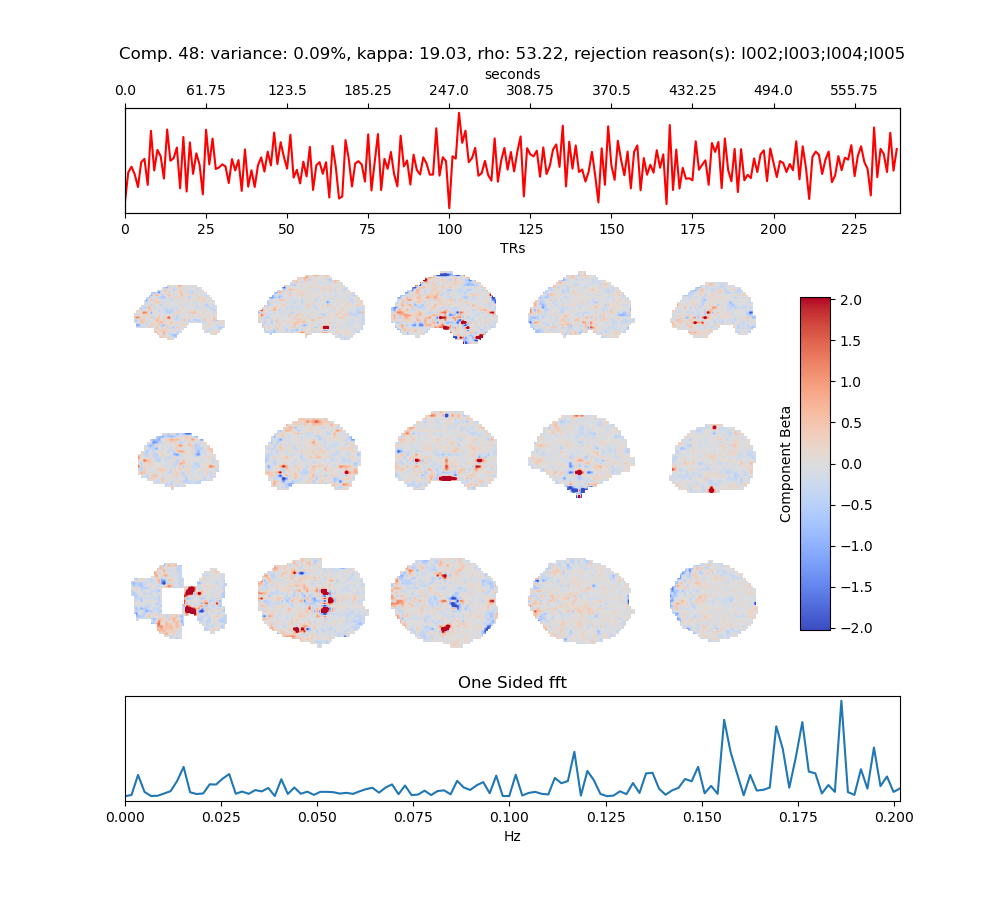 Comp. 48: variance: 0.09%, kappa: 19.03, rho: 53.22, rejection reason(s): I002;I003;I004;I005
seconds
0.0 61.75 123.5 185.25 247.0 308.75 370.5 432.25 494.0 555.75
0 25 50 75 100 125 150 175 200 225
TRs
2.0
1.5
1.0
0.5
0.0
−0.5
−1.0
−1.5
−2.0
Component Beta
One Sided fft
0.000 0.025 0.050 0.075 0.100 0.125 0.150 0.175 0.200
Hz